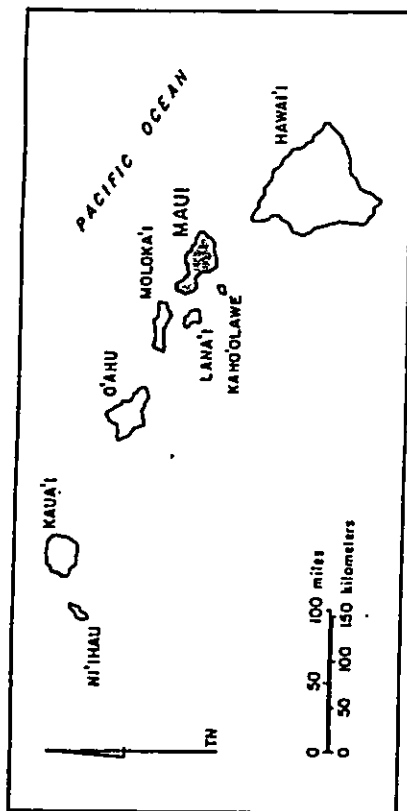 PACIFIC OCEAN
KAUA'I
NI'IHAU
O'AHU
MOLOKA'I
MAUI
LANA'I
KAHO'OLAWE
HAWAI'I
TN
0 50 100 miles
0 50 100 150 kilometers